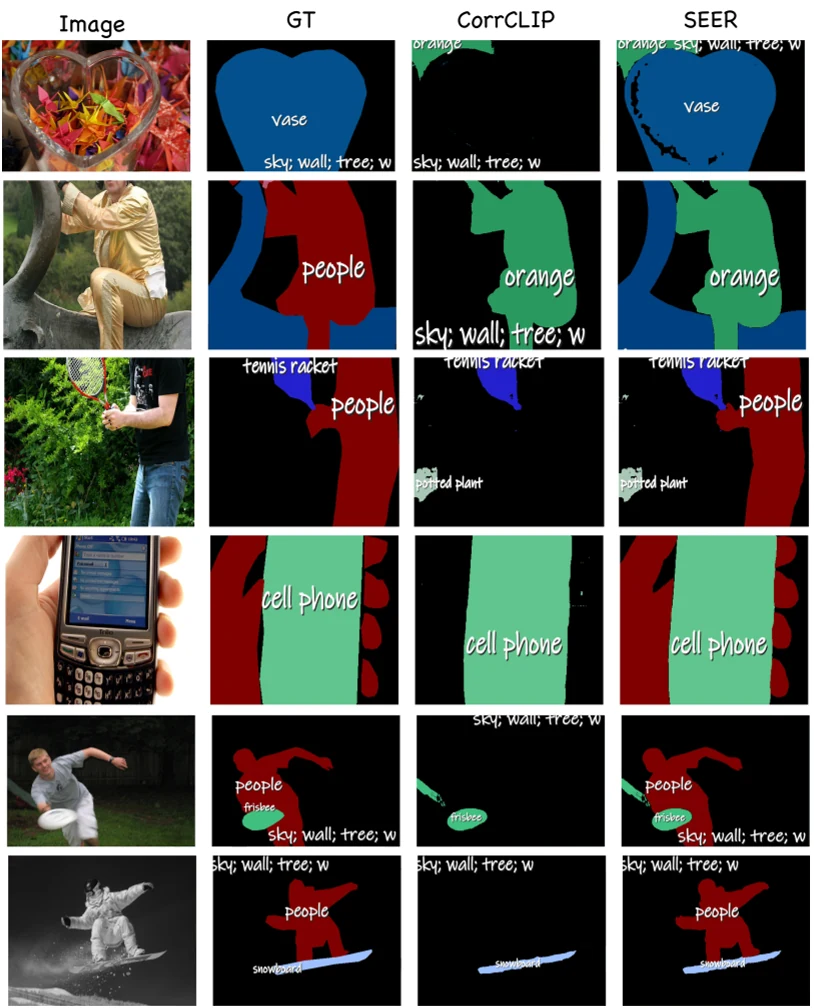 Image GT CorrCLIP SEER
orange orange sky; wall; tree; w
vase vase
sky; wall; tree; w sky; wall; tree; w
people orange orange
sky; wall; tree; w
tennis racket tennis racket tennis racket
people people
potted plant potted plant
cell phone
cell phone cell phone
sky; wall; tree; w
people people
frisbee frisbee frisbee
sky; wall; tree; w sky; wall; tree; w
sky; wall; tree; w sky; wall; tree; w sky; wall; tree; w
people people
snowboard snowboard snowboard